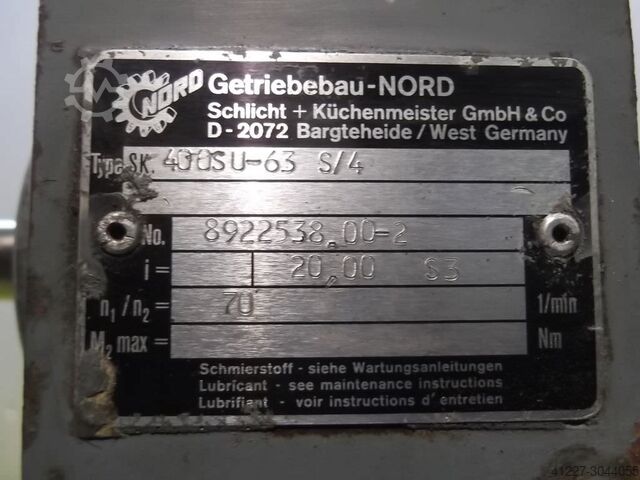 NORD
Getriebebau-NORD
Schlicht + Küchenmeister GmbH & Co
D-2072 Bargteheide / West Germany
Type SK. 400SU-63 S/4
No. 8922538.00-2
i = 20,00 S3
n1 / n2 = 70 1/min
M2 max = Nm
Schmierstoff - siehe Wartungsanleitungen
Lubricant - see maintenance instructions
Lubrifiant - voir instructions d'entretien
41227-3044055